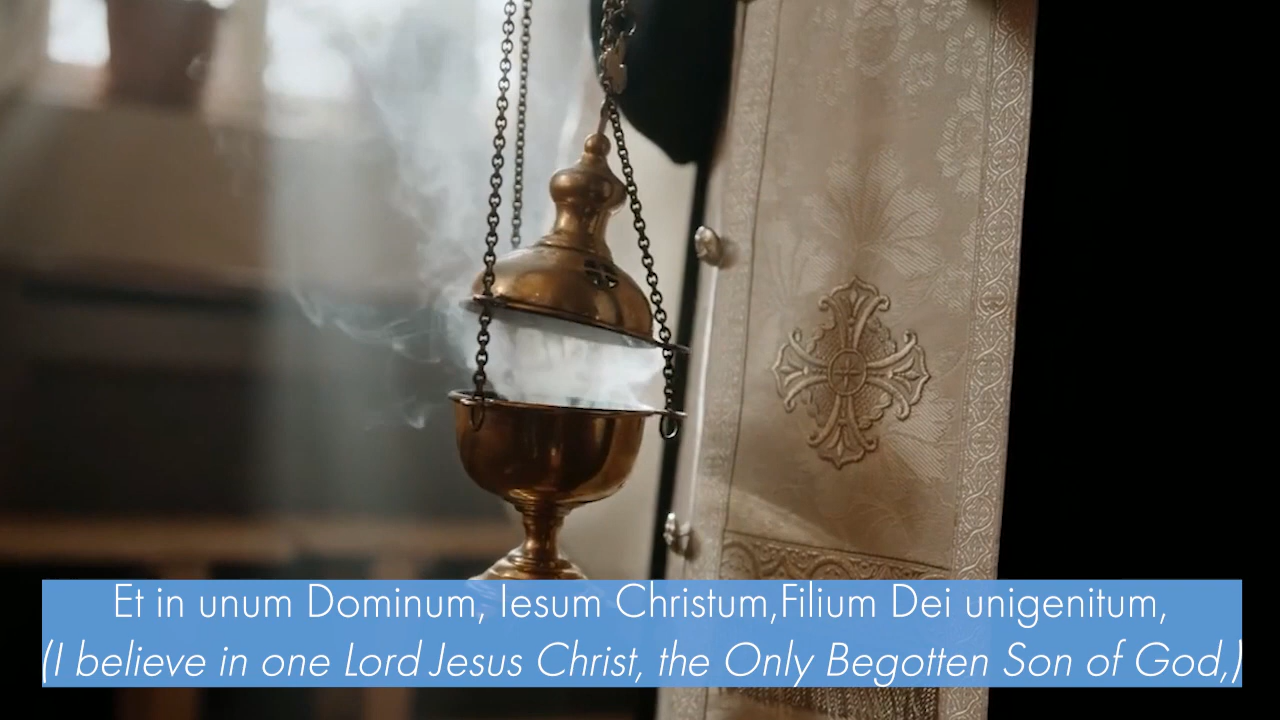 Et in unum Dominum, Iesum Christum,Filium Dei unigenitum,
(I believe in one Lord Jesus Christ, the Only Begotten Son of God,)